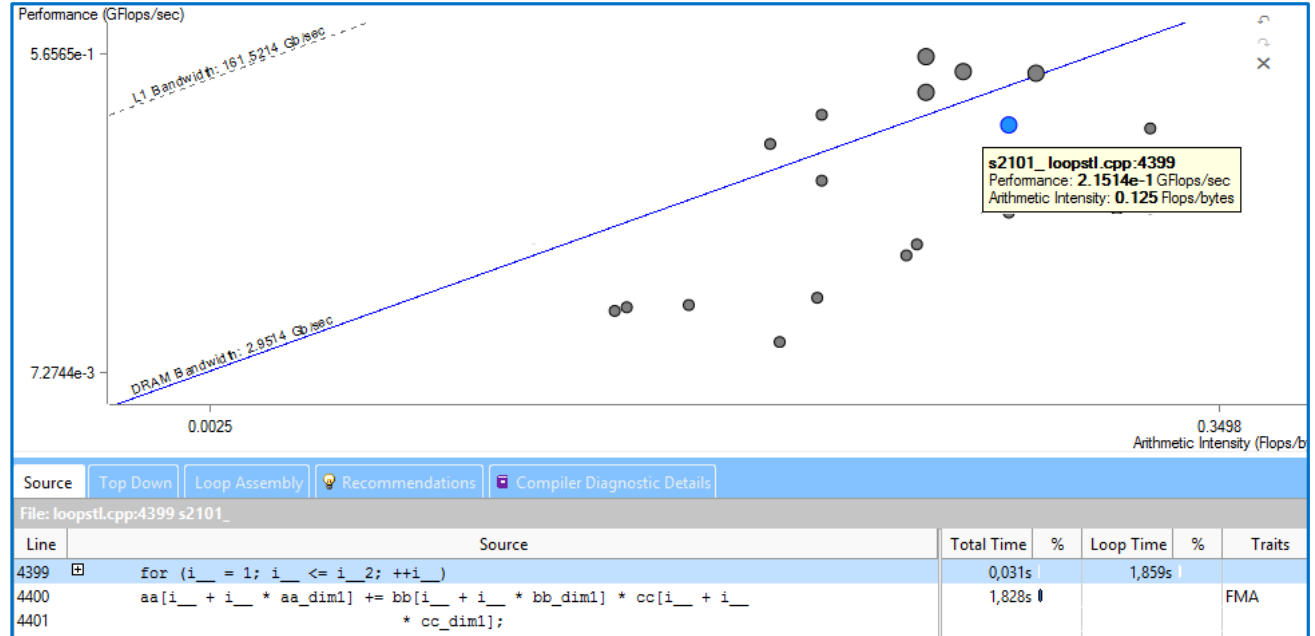 Performance (GFlops/sec)
5.6565e-1
L1 Bandwidth: 161.5214 Gb/sec
s2101_ loopstl.cpp:4399
Performance: 2.1514e-1 GFlops/sec
Arithmetic Intensity: 0.125 Flops/bytes
DRAM Bandwidth: 2.9514 Gb/sec
7.2744e-3
0.0025 0.3498
Arithmetic Intensity (Flops/b
Source Top Down Loop Assembly Recommendations Compiler Diagnostic Details
File: loopstl.cpp:4399 s2101_
Line Source Total Time % Loop Time % Traits
4399 for (i__ = 1; i__ <= i__2; ++i__) 0,031s 1,859s
4400 aa[i__ + i__ * aa_dim1] += bb[i__ + i__ * bb_dim1] * cc[i__ + i__ 1,828s FMA
4401 * cc_dim1];